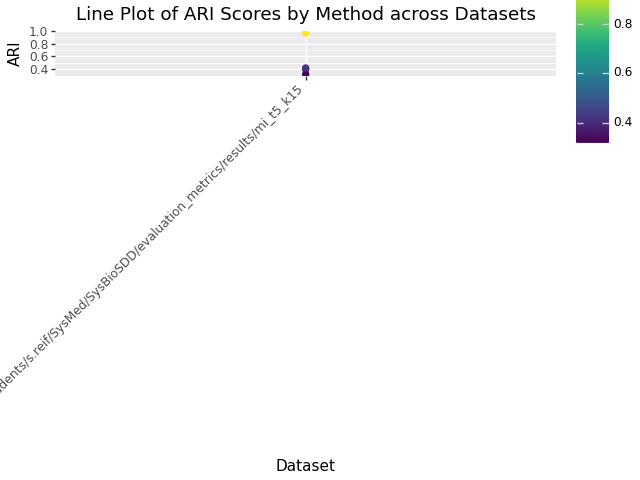 Line Plot of ARI Scores by Method across Datasets
1.0
0.8
0.6
0.4
ARI
0.8
0.6
0.4
/s.reif/SysMed/SysBioSDD/evaluation_metrics/results/mi_t5_k15
Dataset